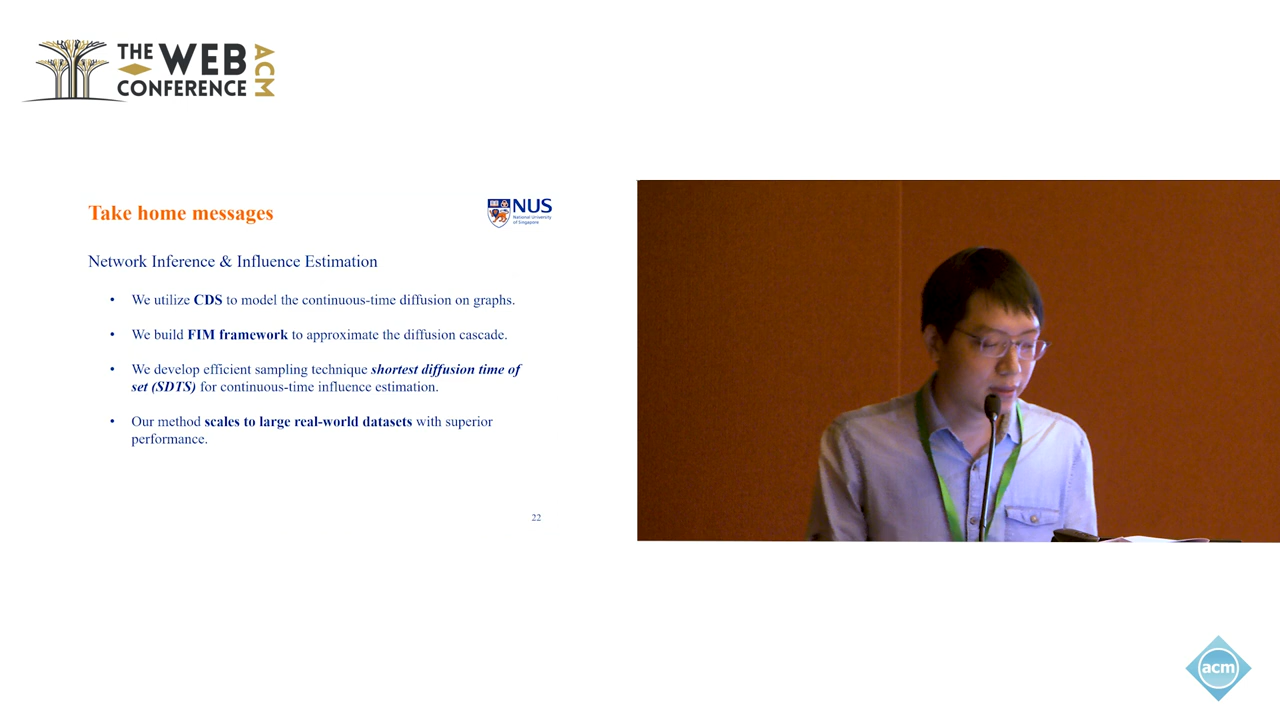 THE WEB
CONFERENCE
ACM
Take home messages
NUS
National University
of Singapore
Network Inference & Influence Estimation
• We utilize CDS to model the continuous-time diffusion on graphs.
• We build FIM framework to approximate the diffusion cascade.
• We develop efficient sampling technique shortest diffusion time of
set (SDTS) for continuous-time influence estimation.
• Our method scales to large real-world datasets with superior
performance.
22
acm